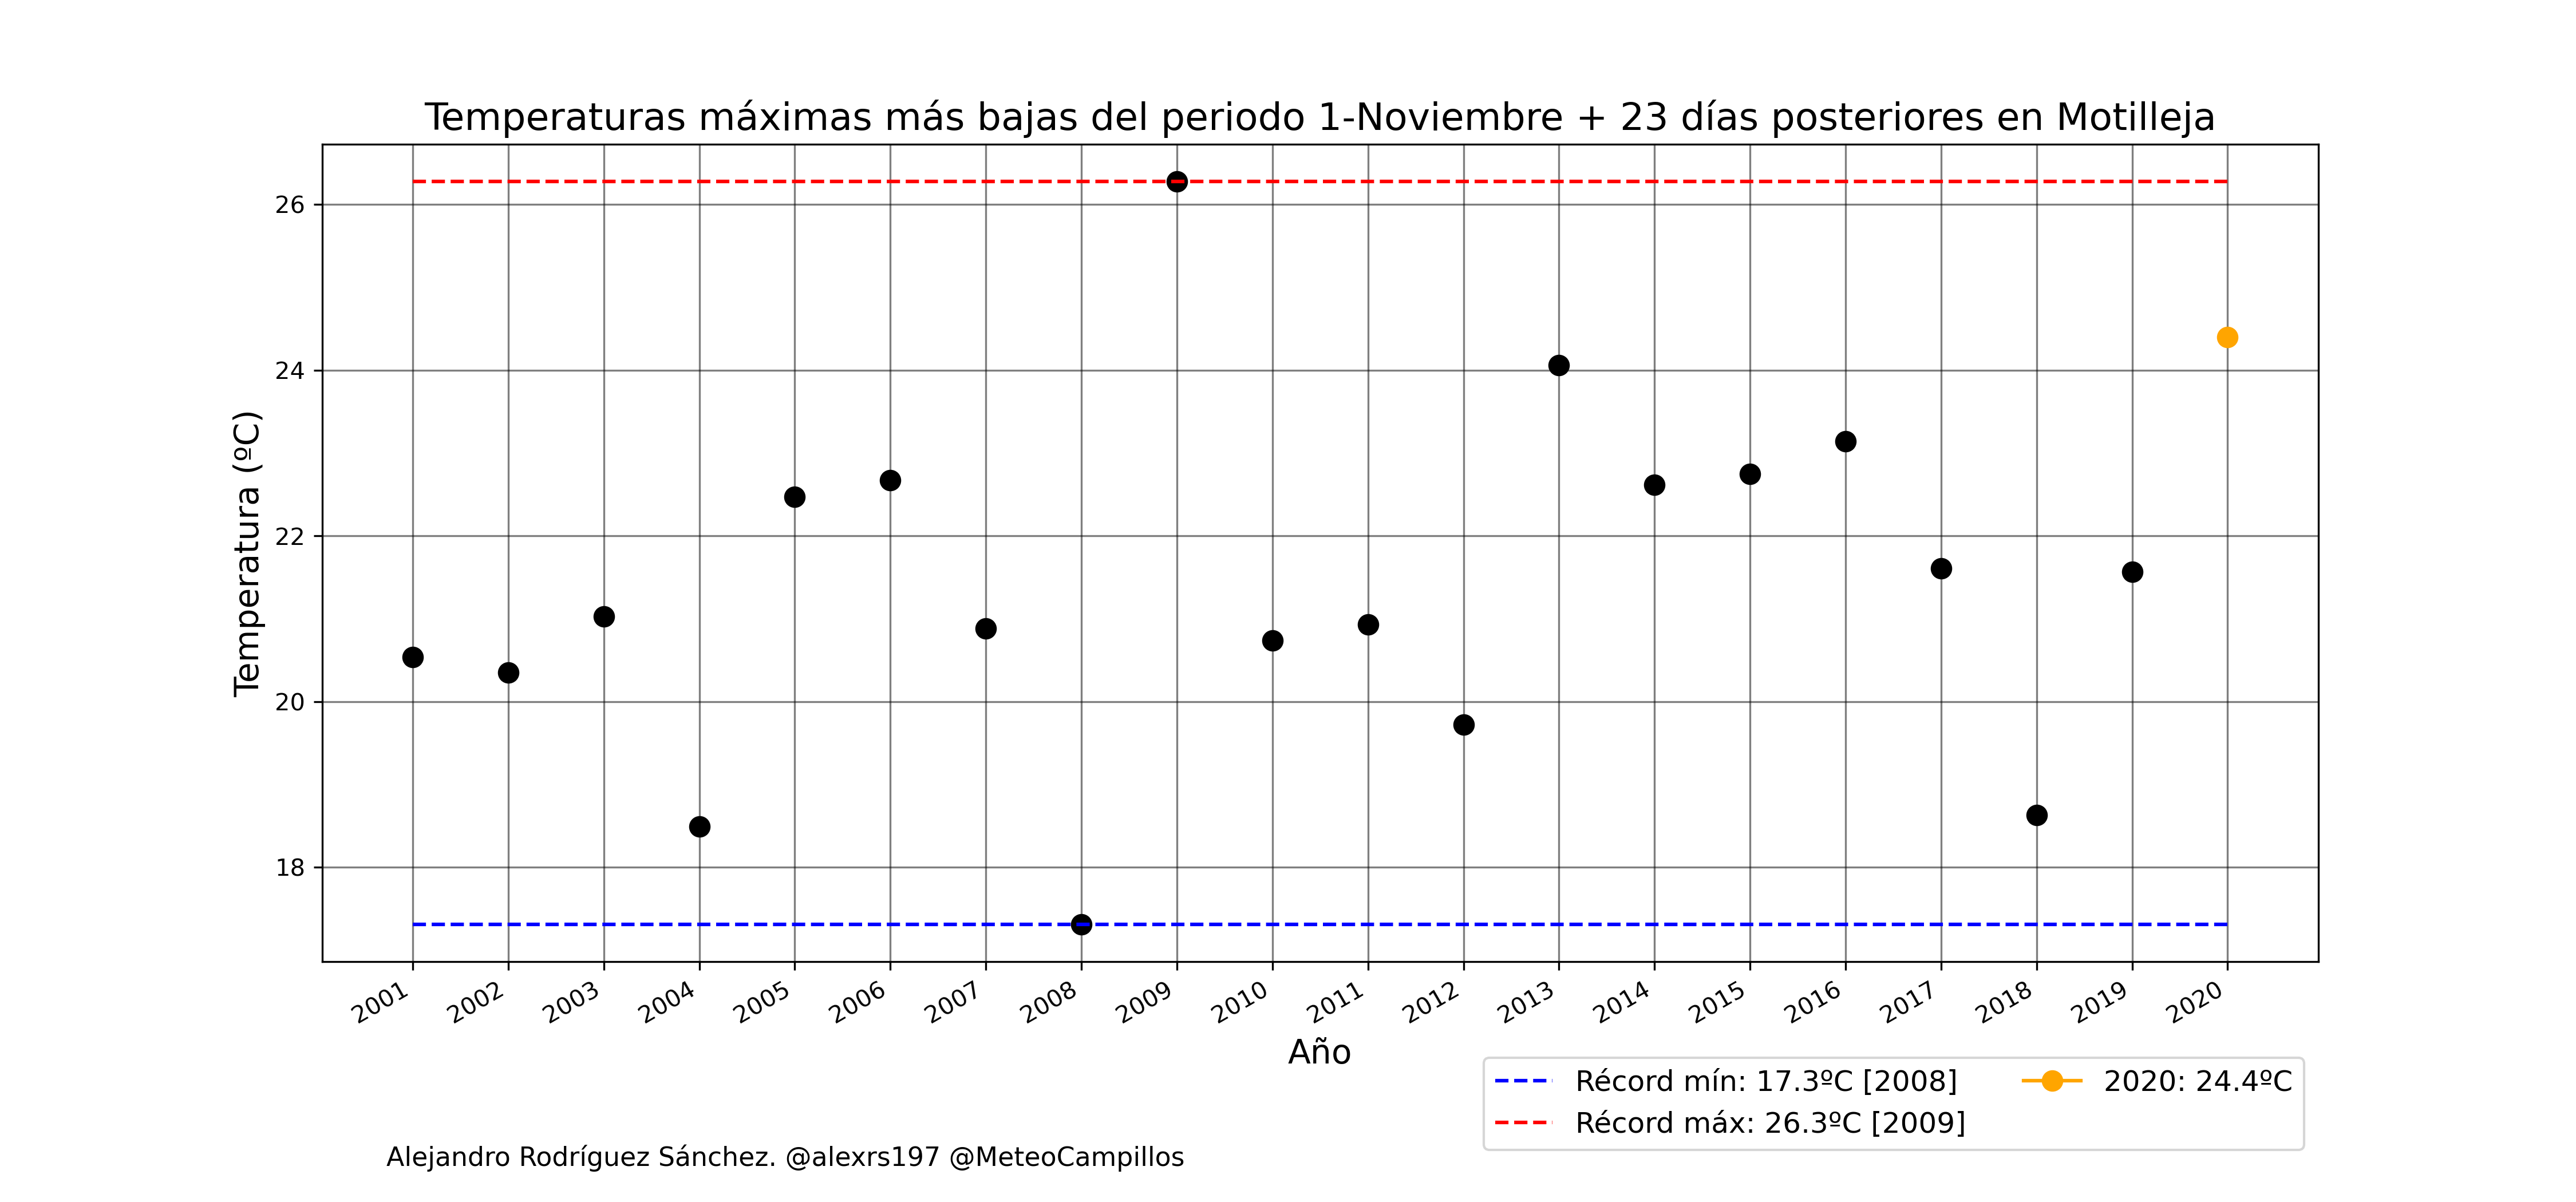 Temperaturas máximas más bajas del periodo 1-Noviembre + 23 días posteriores en Motilleja
Temperatura (ºC)
26
24
22
20
18
2001 2002 2003 2004 2005 2006 2007 2008 2009 2010 2011 2012 2013 2014 2015 2016 2017 2018 2019 2020
Año
Récord mín: 17.3ºC [2008]
Récord máx: 26.3ºC [2009]
2020: 24.4ºC
Alejandro Rodríguez Sánchez. @alexrs197 @MeteoCampillos